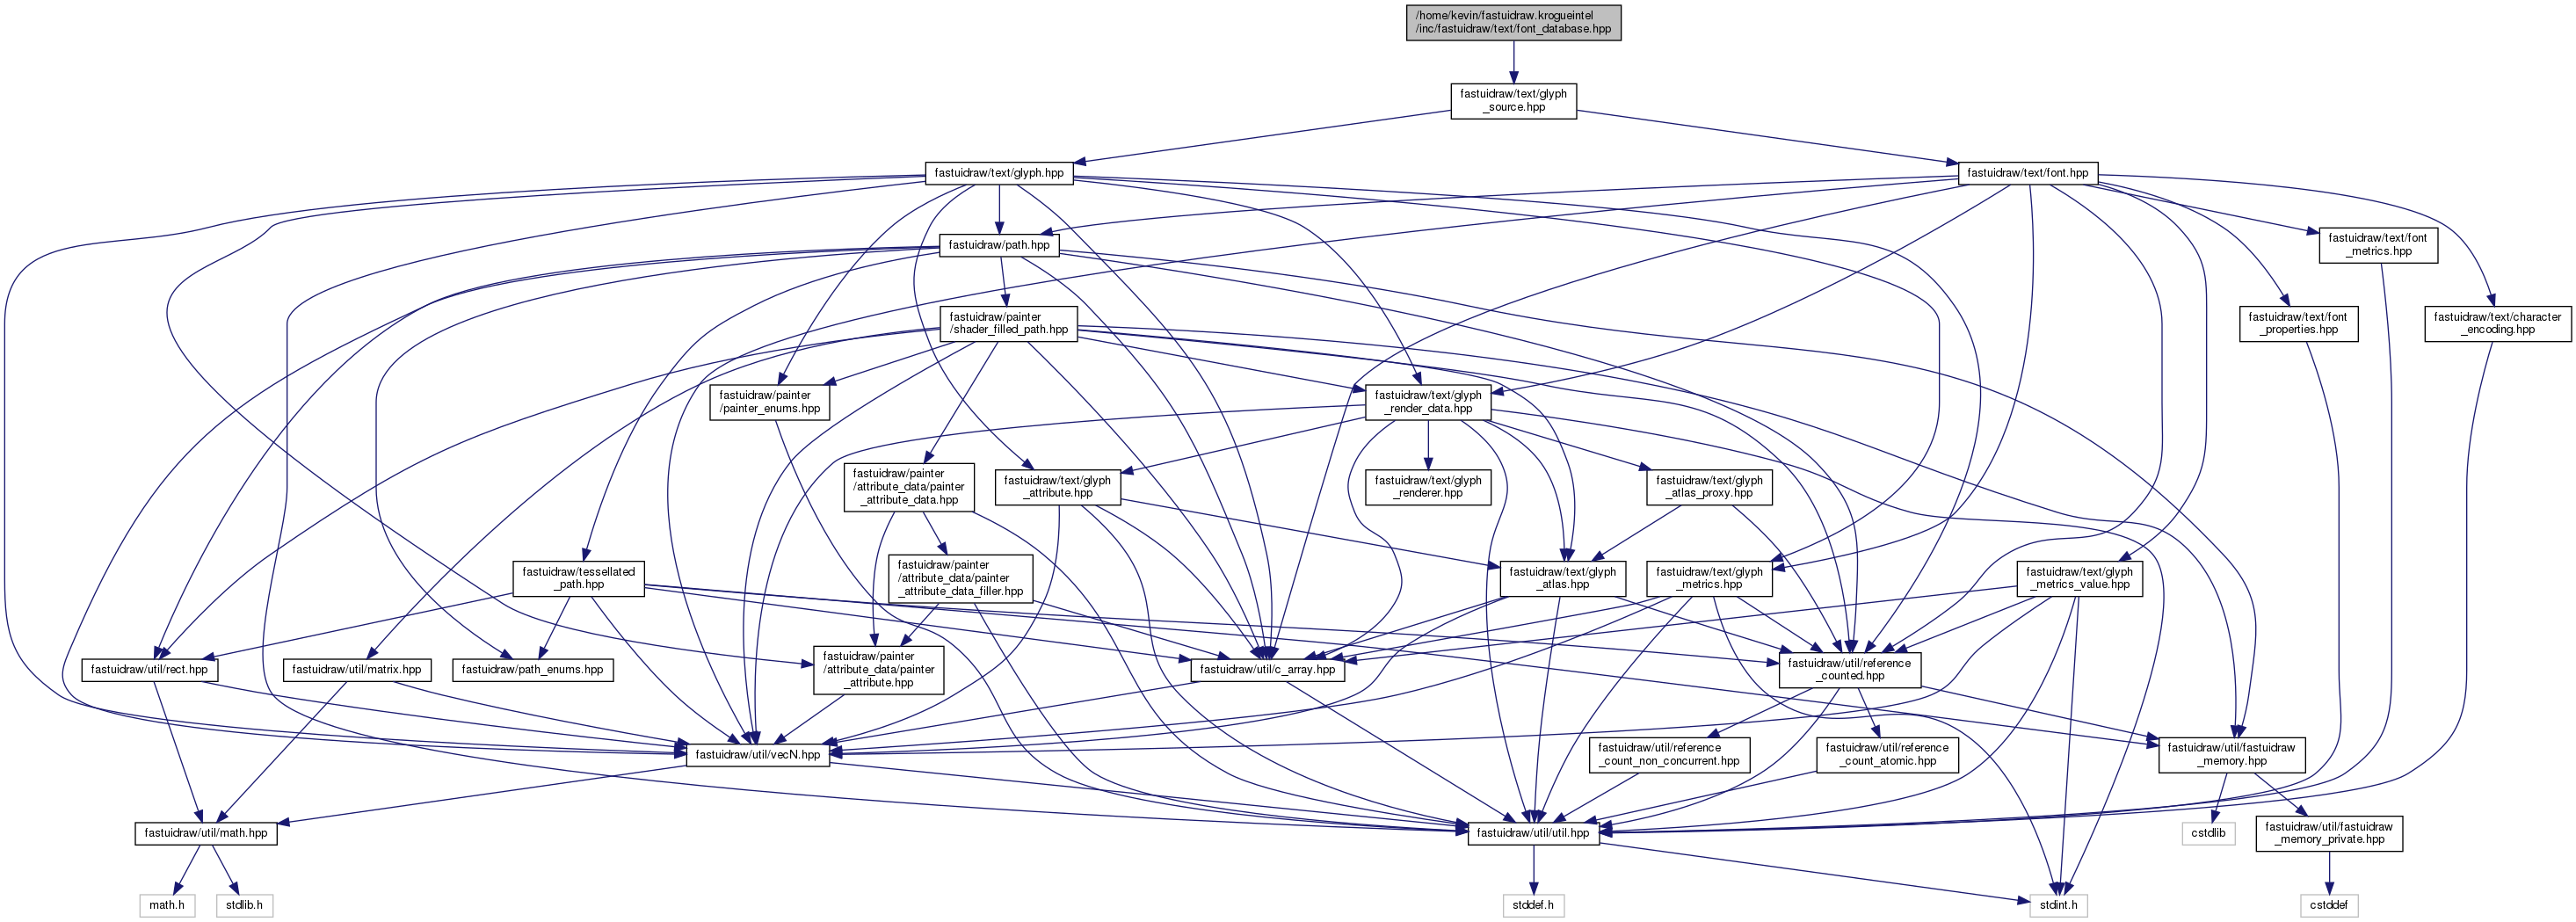 /home/kevin/fastuidraw.krogueintel
/inc/fastuidraw/text/font_database.hpp
fastuidraw/text/glyph
_source.hpp
fastuidraw/text/glyph.hpp
fastuidraw/text/font.hpp
fastuidraw/path.hpp
fastuidraw/text/font
_metrics.hpp
fastuidraw/painter
/shader_filled_path.hpp
fastuidraw/text/font
_properties.hpp
fastuidraw/text/character
_encoding.hpp
fastuidraw/painter
/painter_enums.hpp
fastuidraw/text/glyph
_render_data.hpp
fastuidraw/painter
/attribute_data/painter
_attribute_data.hpp
fastuidraw/text/glyph
_attribute.hpp
fastuidraw/text/glyph
_renderer.hpp
fastuidraw/text/glyph
_atlas_proxy.hpp
fastuidraw/tessellated
_path.hpp
fastuidraw/painter
/attribute_data/painter
_attribute_data_filler.hpp
fastuidraw/text/glyph
_atlas.hpp
fastuidraw/text/glyph
_metrics.hpp
fastuidraw/text/glyph
_metrics_value.hpp
fastuidraw/util/rect.hpp
fastuidraw/util/matrix.hpp
fastuidraw/path_enums.hpp
fastuidraw/painter
/attribute_data/painter
_attribute.hpp
fastuidraw/util/c_array.hpp
fastuidraw/util/reference
_counted.hpp
fastuidraw/util/vecN.hpp
fastuidraw/util/reference
_count_non_concurrent.hpp
fastuidraw/util/reference
_count_atomic.hpp
fastuidraw/util/fastuidraw
_memory.hpp
fastuidraw/util/math.hpp
fastuidraw/util/util.hpp
cstdlib
fastuidraw/util/fastuidraw
_memory_private.hpp
math.h
stdlib.h
stddef.h
stdint.h
cstddef